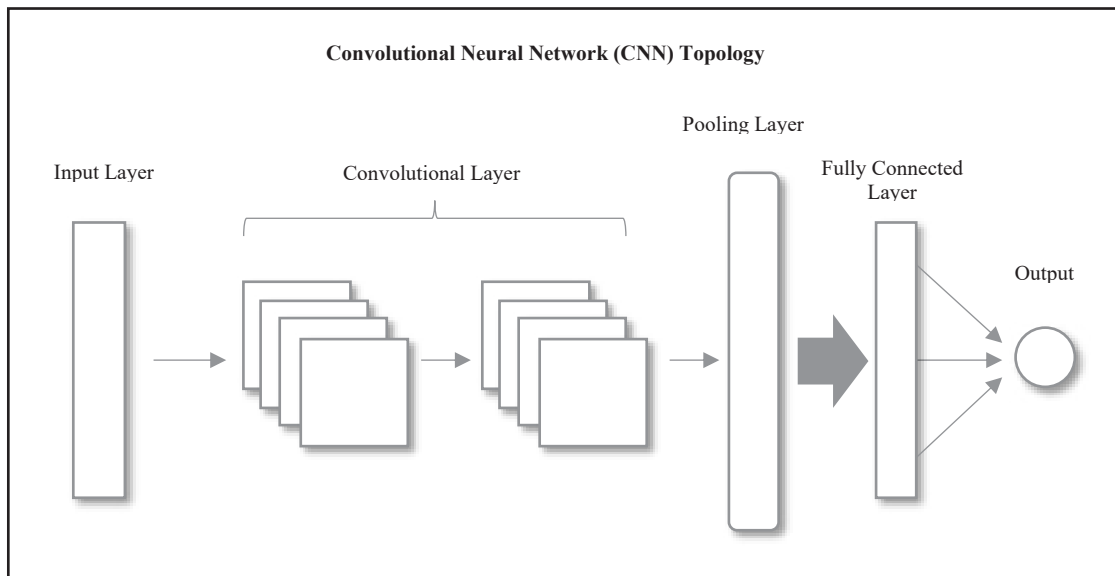 Convolutional Neural Network (CNN) Topology
Pooling Layer
Input Layer
Convolutional Layer
Fully Connected
Layer
Output